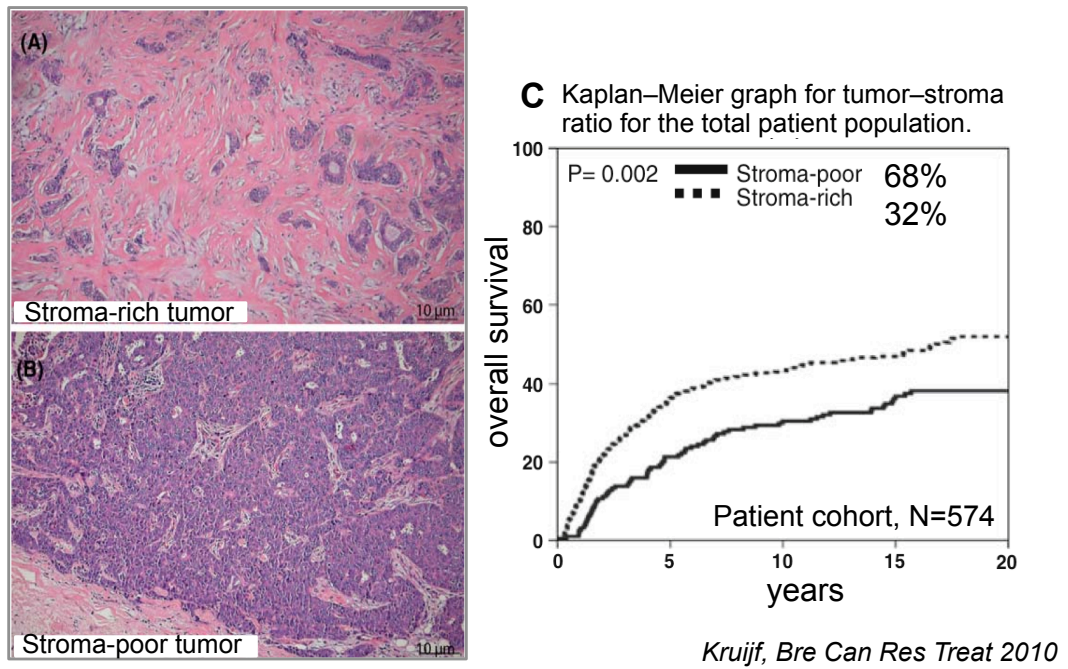 (A)
Stroma-rich tumor
10 µm
(B)
Stroma-poor tumor
10 µm
C Kaplan–Meier graph for tumor–stroma
ratio for the total patient population.
overall survival
100
80
60
40
20
0
P= 0.002
Stroma-poor 68%
Stroma-rich 32%
Patient cohort, N=574
0 5 10 15 20
years
Kruijf, Bre Can Res Treat 2010